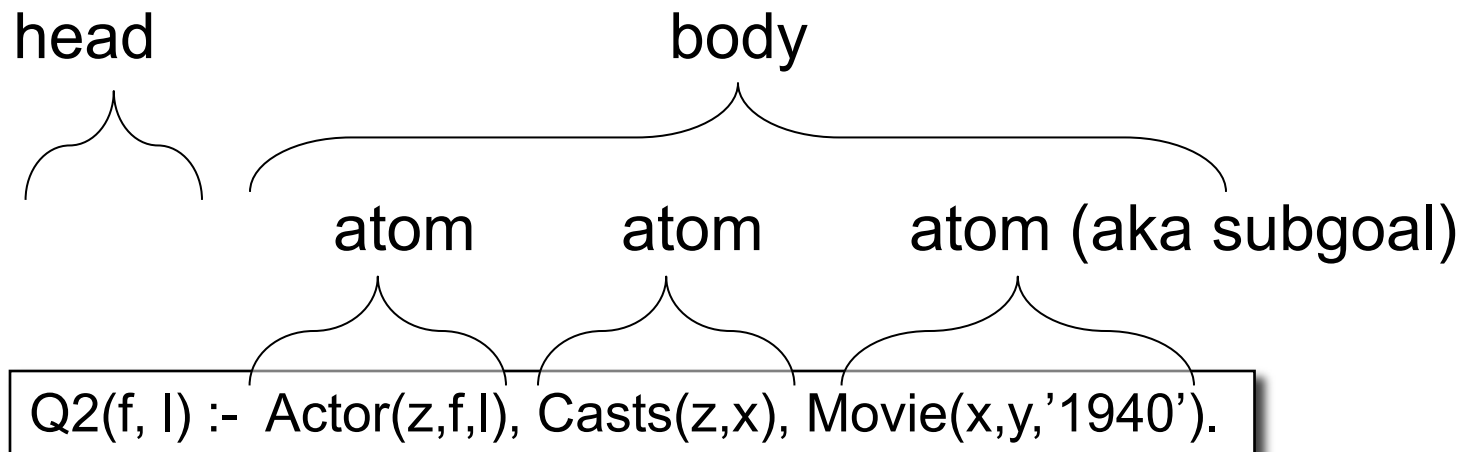 head body
atom atom atom (aka subgoal)
Q2(f, l) :- Actor(z,f,l), Casts(z,x), Movie(x,y,’1940’).